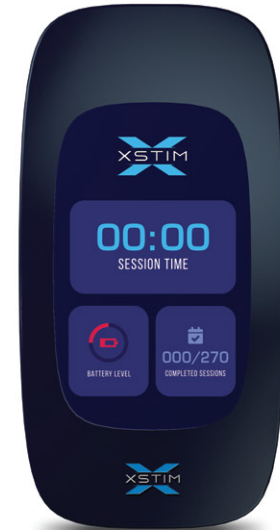 XSTIM
00:00
SESSION TIME
BATTERY LEVEL
000/270
COMPLETED SESSIONS
XSTIM